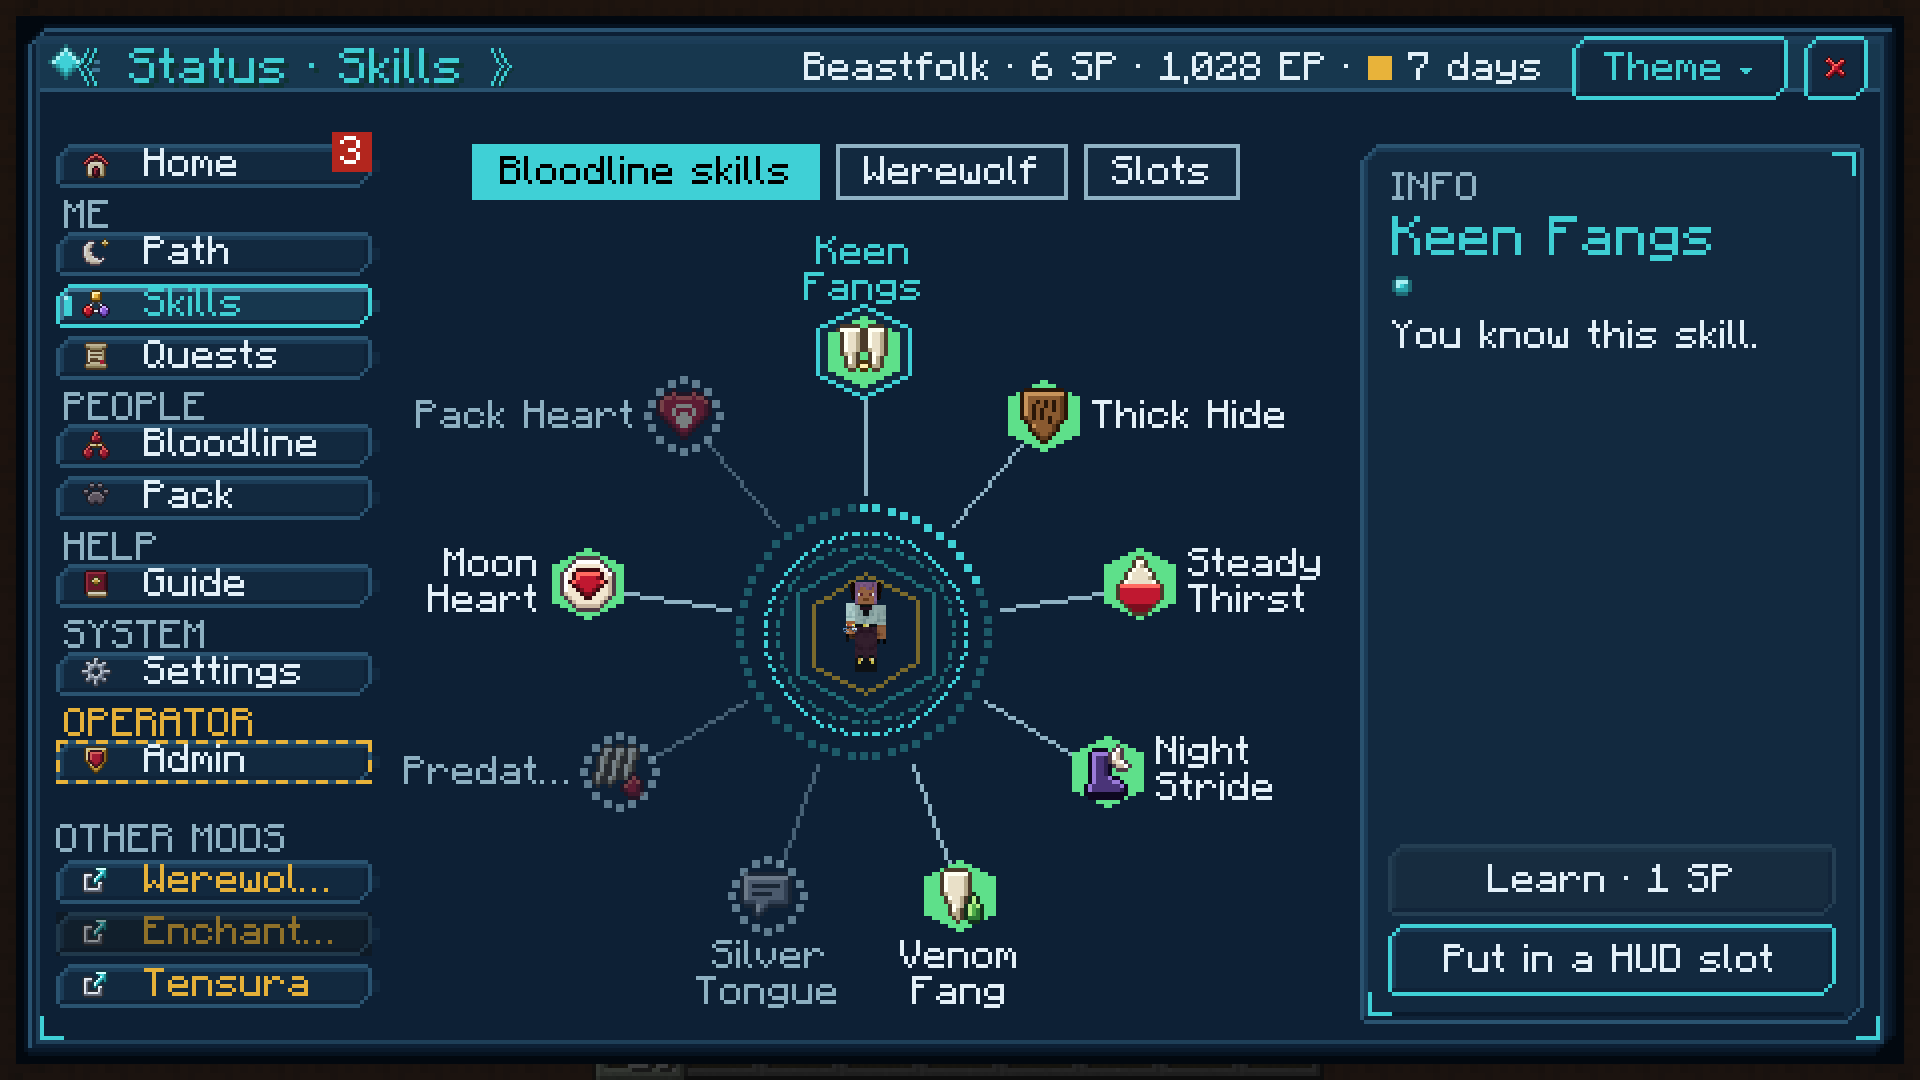 Status · Skills
Beastfolk · 6 SP · 1,028 EP · 7 days
Theme
Home
3
ME
Path
Skills
Quests
PEOPLE
Bloodline
Pack
HELP
Guide
SYSTEM
Settings
OPERATOR
Admin
OTHER MODS
Werewol...
Enchant...
Tensura
Bloodline skills
Werewolf
Slots
Keen
Fangs
Pack Heart
Thick Hide
Moon
Heart
Steady
Thirst
Predat...
Night
Stride
Silver
Tongue
Venom
Fang
INFO
Keen Fangs
You know this skill.
Learn · 1 SP
Put in a HUD slot